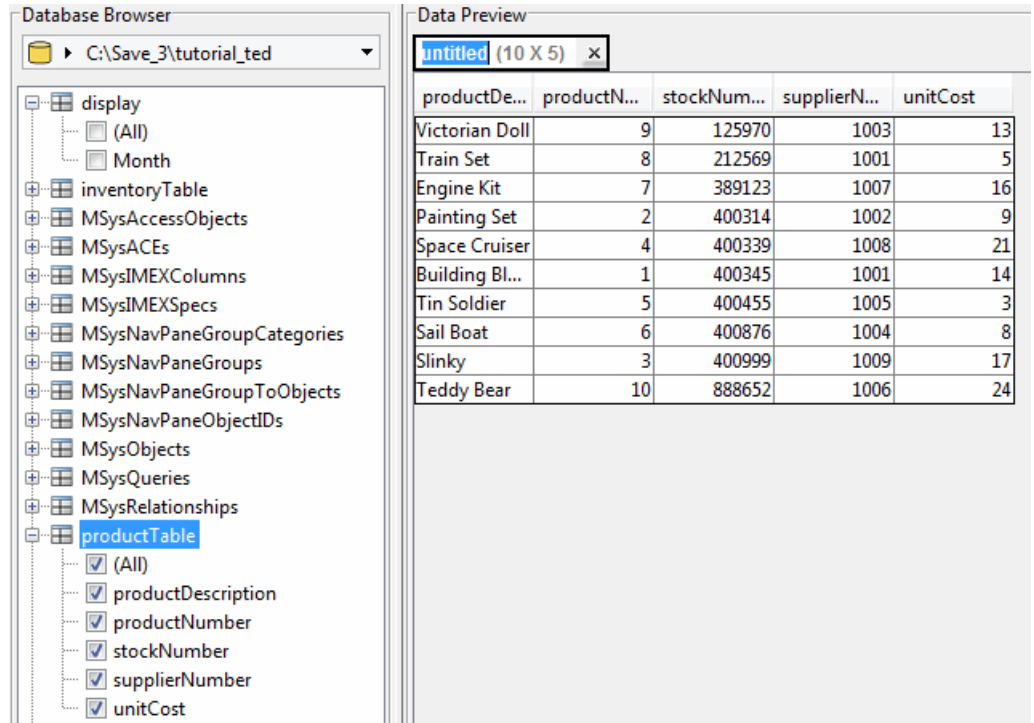 Database Browser
C:\Save_3\tutorial_ted
display
(All)
Month
inventoryTable
MSysAccessObjects
MSysACEs
MSysIMEXColumns
MSysIMEXSpecs
MSysNavPaneGroupCategories
MSysNavPaneGroups
MSysNavPaneGroupToObjects
MSysNavPaneObjectIDs
MSysObjects
MSysQueries
MSysRelationships
productTable
(All)
productDescription
productNumber
stockNumber
supplierNumber
unitCost
Data Preview
untitled (10 X 5) x
productDe... productN... stockNum... supplierN... unitCost
Victorian Doll 9 125970 1003 13
Train Set 8 212569 1001 5
Engine Kit 7 389123 1007 16
Painting Set 2 400314 1002 9
Space Cruiser 4 400339 1008 21
Building Bl... 1 400345 1001 14
Tin Soldier 5 400455 1005 3
Sail Boat 6 400876 1004 8
Slinky 3 400999 1009 17
Teddy Bear 10 888652 1006 24